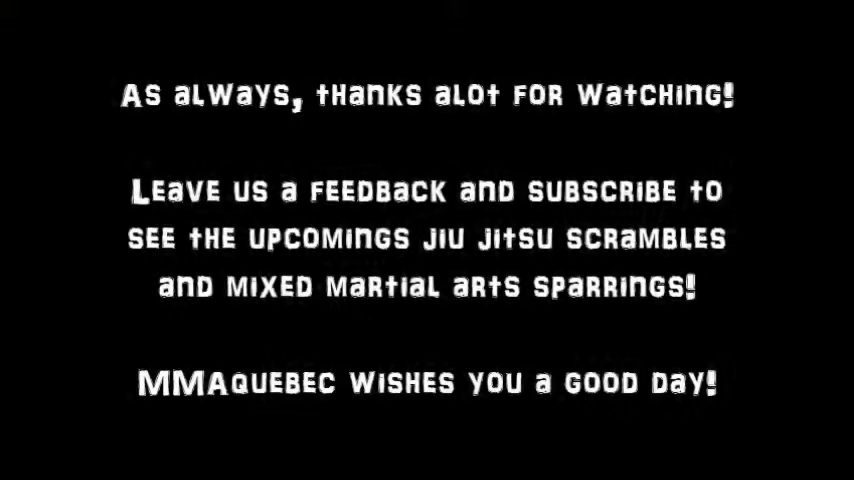 As always, thanks alot for watching!
Leave us a feedback and subscribe to
see the upcomings jiu jitsu scrambles
and mixed martial arts sparrings!
MMAquebec wishes you a good day!